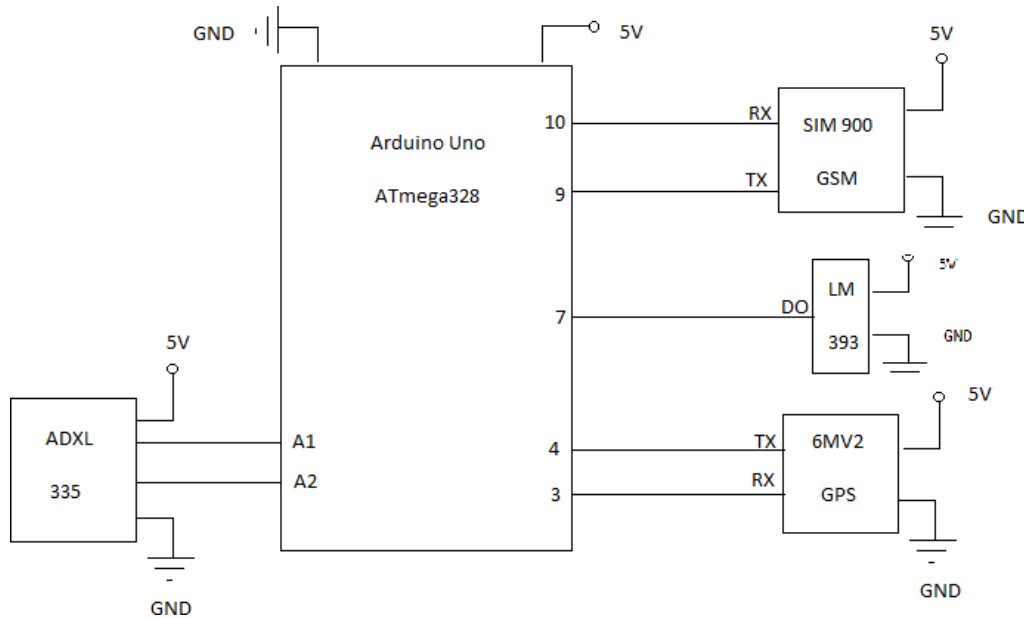 GND
5V
5V
Arduino Uno
ATmega328
10
RX
SIM 900
9
TX
GSM
GND
7
DO
LM
393
5V
GND
5V
ADXL
335
A1
A2
GND
4
TX
6MV2
3
RX
GPS
5V
GND